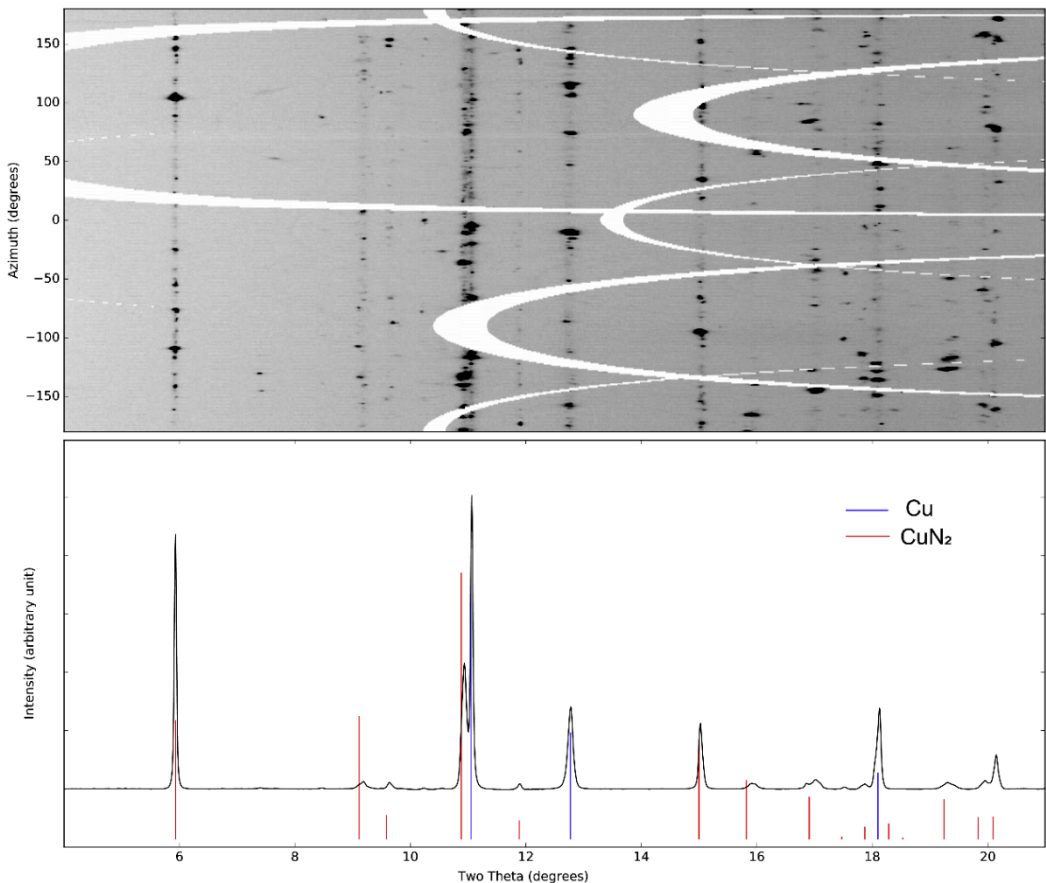 150
100
50
0
−50
−100
−150
Azimuth (degrees)
Cu
CuN₂
Intensity (arbitrary unit)
6 8 10 12 14 16 18 20
Two Theta (degrees)